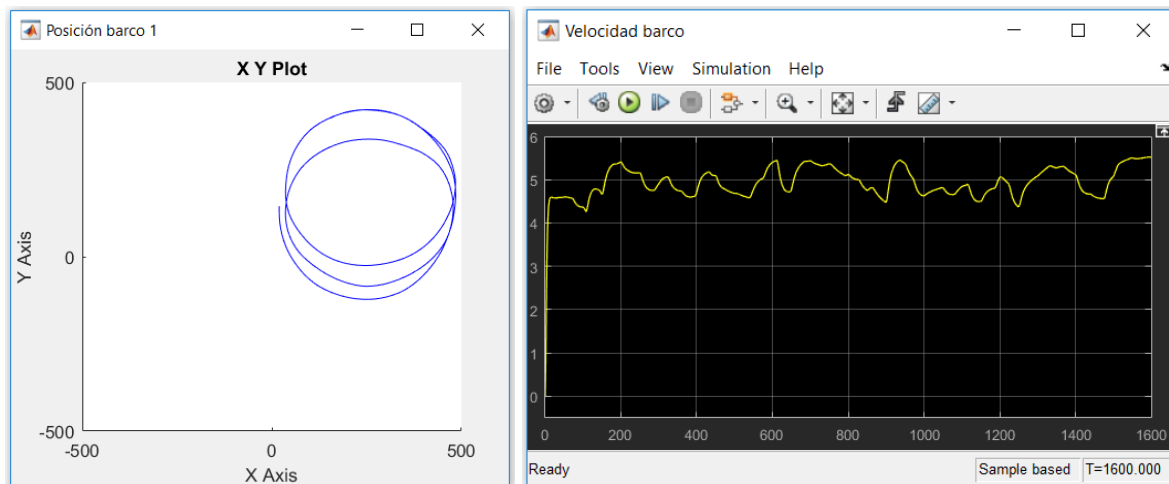 Posición barco 1
X Y Plot
500
0
-500
Y Axis
-500 0 500
X Axis
Velocidad barco
File Tools View Simulation Help
6
5
4
3
2
1
0
0 200 400 600 800 1000 1200 1400 1600
Ready Sample based T=1600.000